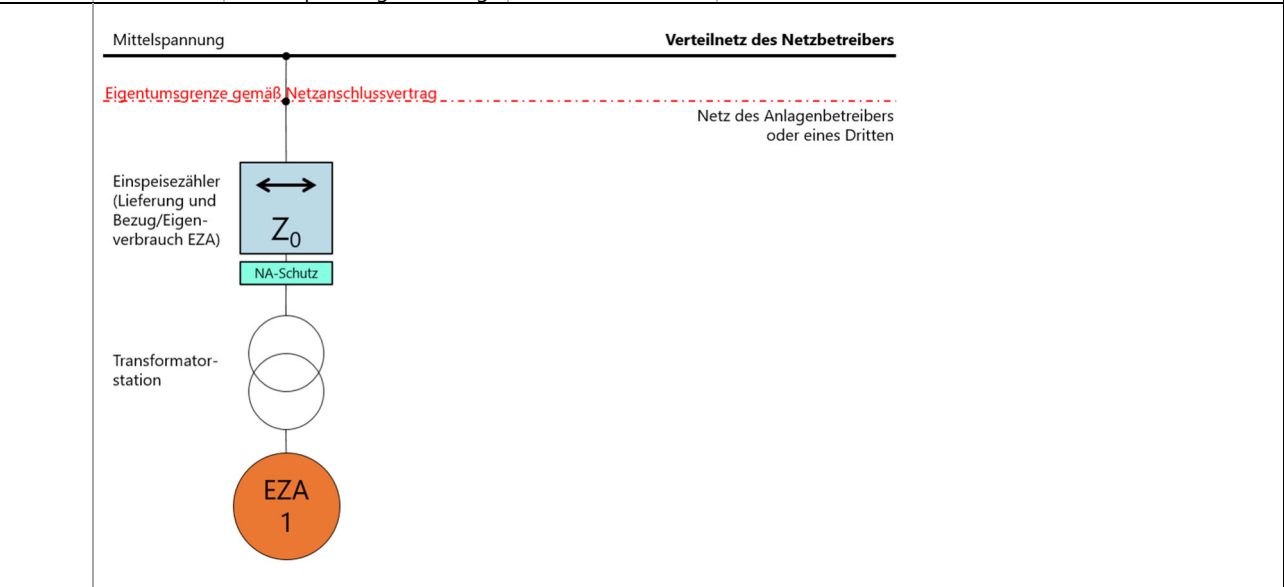 Mittelspannung
Verteilnetz des Netzbetreibers
Eigentumsgrenze gemäß Netzanschlussvertrag
Netz des Anlagenbetreibers
oder eines Dritten
Einspeisezähler
(Lieferung und
Bezug/Eigen-
verbrauch EZA)
Z0
NA-Schutz
Transformator-
station
EZA
1